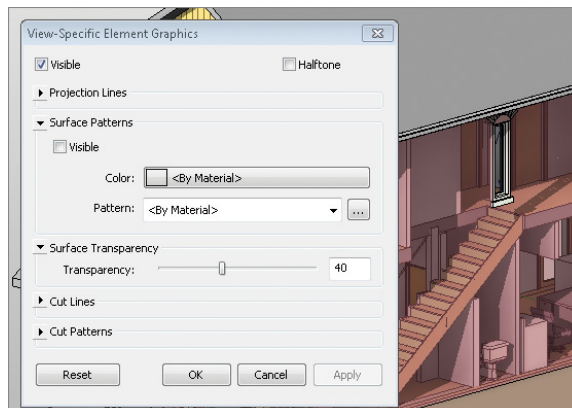 View-Specific Element Graphics
Visible
Halftone
Projection Lines
Surface Patterns
Visible
Color: <By Material>
Pattern: <By Material> ...
Surface Transparency
Transparency: 40
Cut Lines
Cut Patterns
Reset OK Cancel Apply